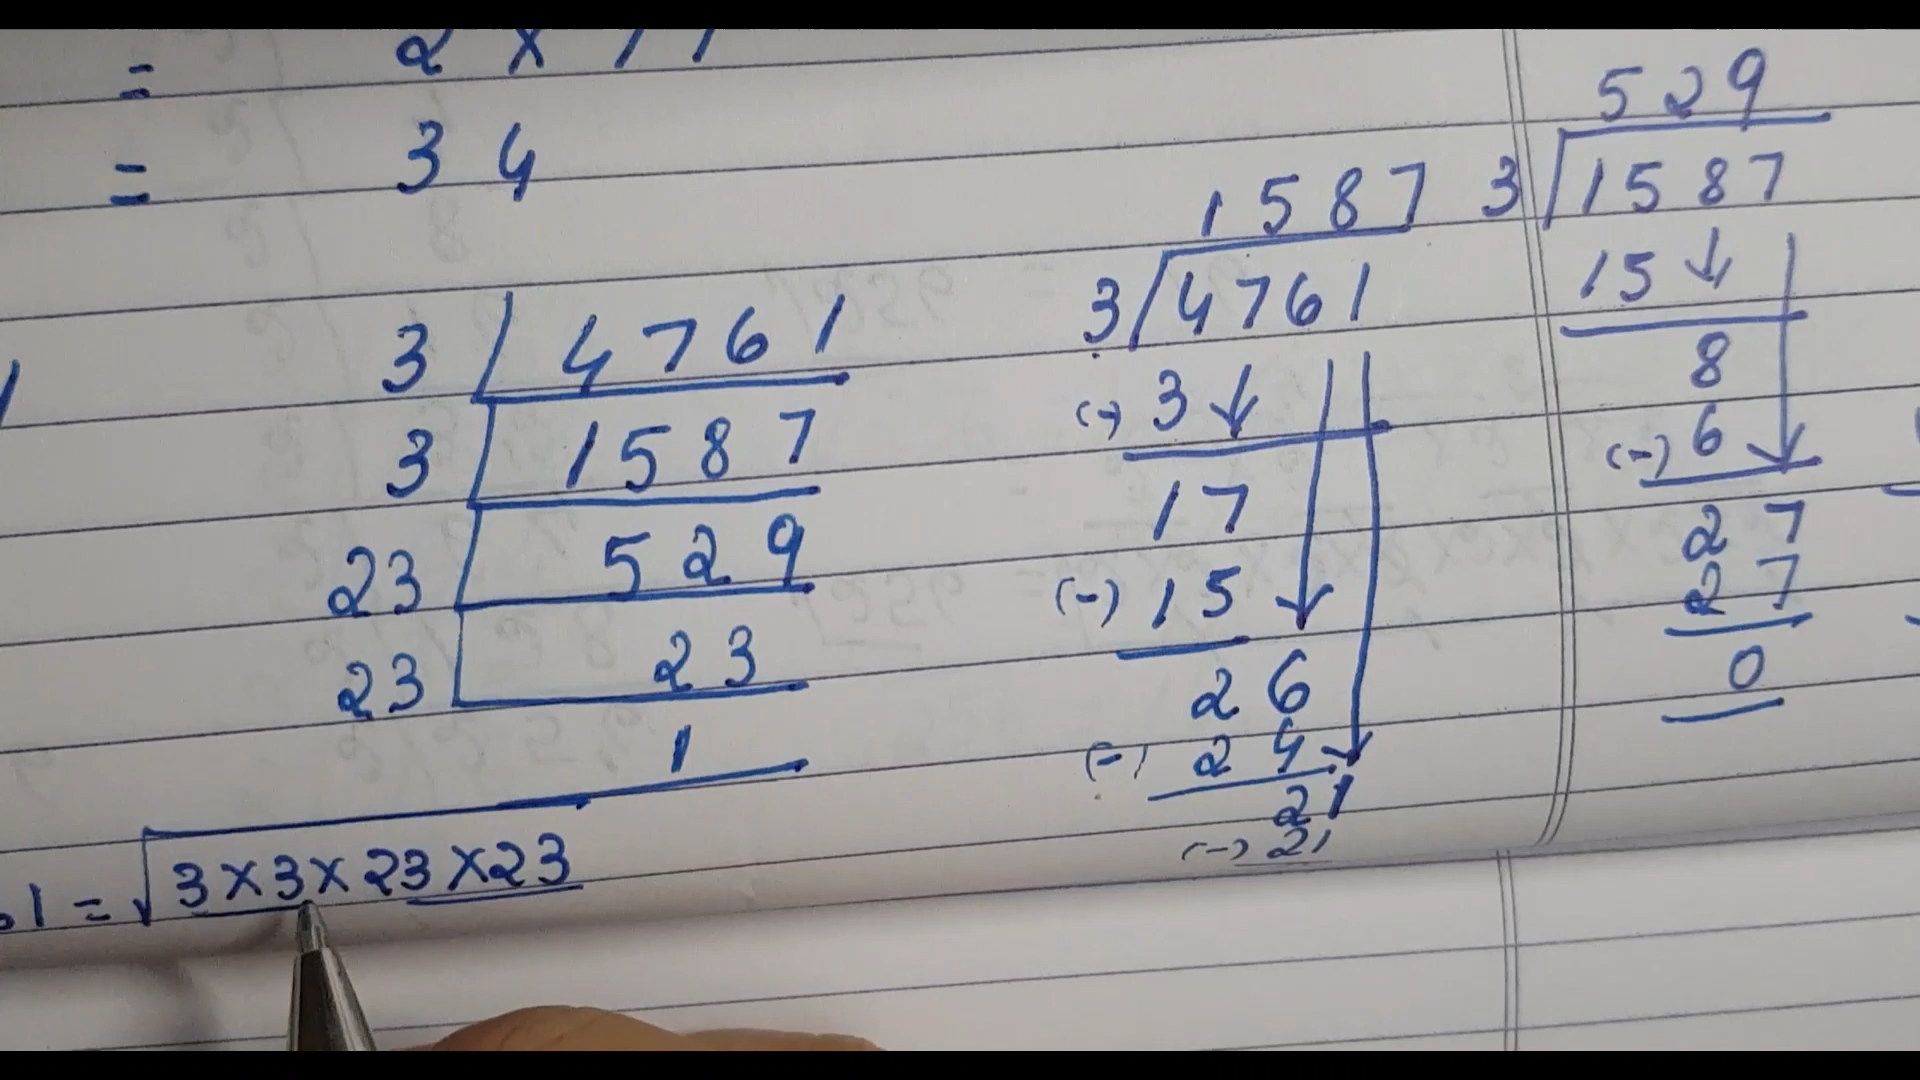 = 2 x 17
= 34
3 | 4761
3 | 1587
23 | 529
23 | 23
1
1 = √3×3×23×23
1587
3 / 4761
(-) 3 ↓
17
(-) 15
26
(-) 24
21
(-) 21
529
3 | 1587
15 ↓
8
(-) 6
27
27
0